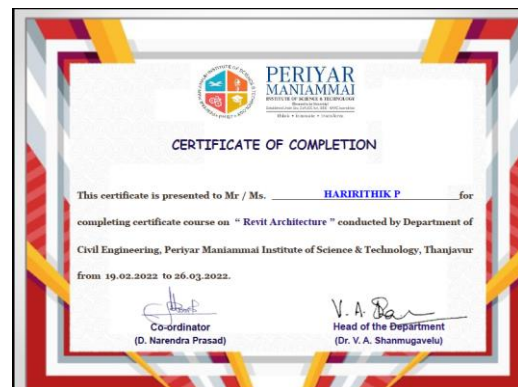 PERIYAR
MANIAMMAI
INSTITUTE OF SCIENCE & TECHNOLOGY
CERTIFICATE OF COMPLETION
This certificate is presented to Mr / Ms. HARIRITHIK P for
completing certificate course on “ Revit Architecture ” conducted by Department of
Civil Engineering, Periyar Maniammai Institute of Science & Technology, Thanjavur
from 19.02.2022 to 26.03.2022.
Co-ordinator
(D. Narendra Prasad)
V. A.
Head of the Department
(Dr. V. A. Shanmugavelu)